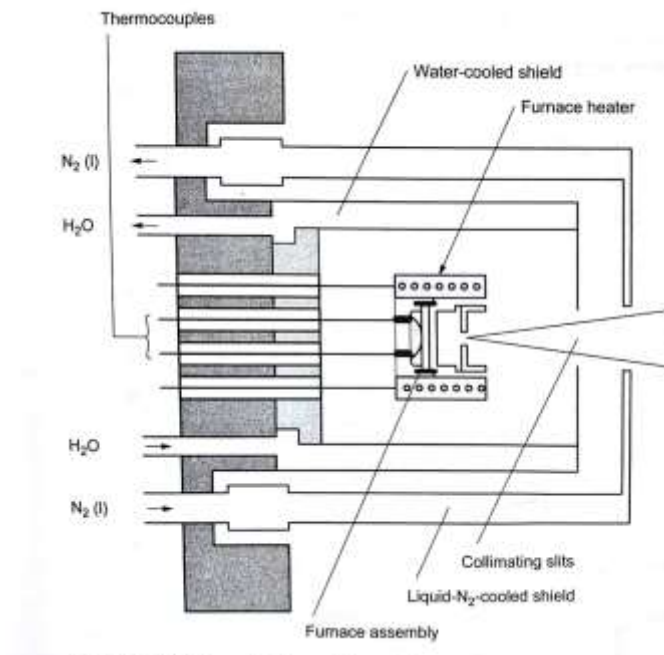 Thermocouples
Water-cooled shield
Furnace heater
N₂ (l)
H₂O
H₂O
N₂ (l)
Collimating slits
Liquid-N₂-cooled shield
Furnace assembly